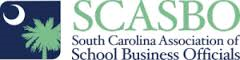 SCASBO
South Carolina Association of
School Business Officials